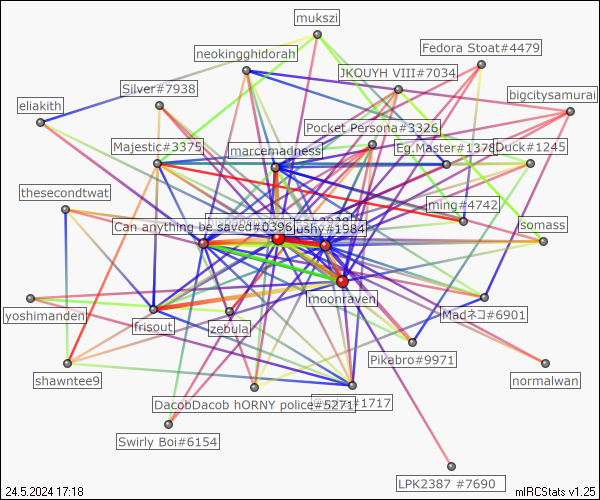 mukszi
neokingghidorah
Fedora Stoat#4479
JKOUYH VIII#7034
Silver#7938
bigcitysamurai
eliakith
Pocket Persona#3326
Majestic#3375
marcemadness
Eg.Master#1378
Duck#1245
thesecondtwat
ming#4742
Can anything be saved#0396
ushy#1984
somass
moonraven
yoshimanden
frisout
zebula
Madネコ#6901
Pikabro#9971
shawntee9
normalwan
DacobDacob hORNY police#5271
#1717
Swirly Boi#6154
LPK2387 #7690
24.5.2024 17:18
mIRCStats v1.25